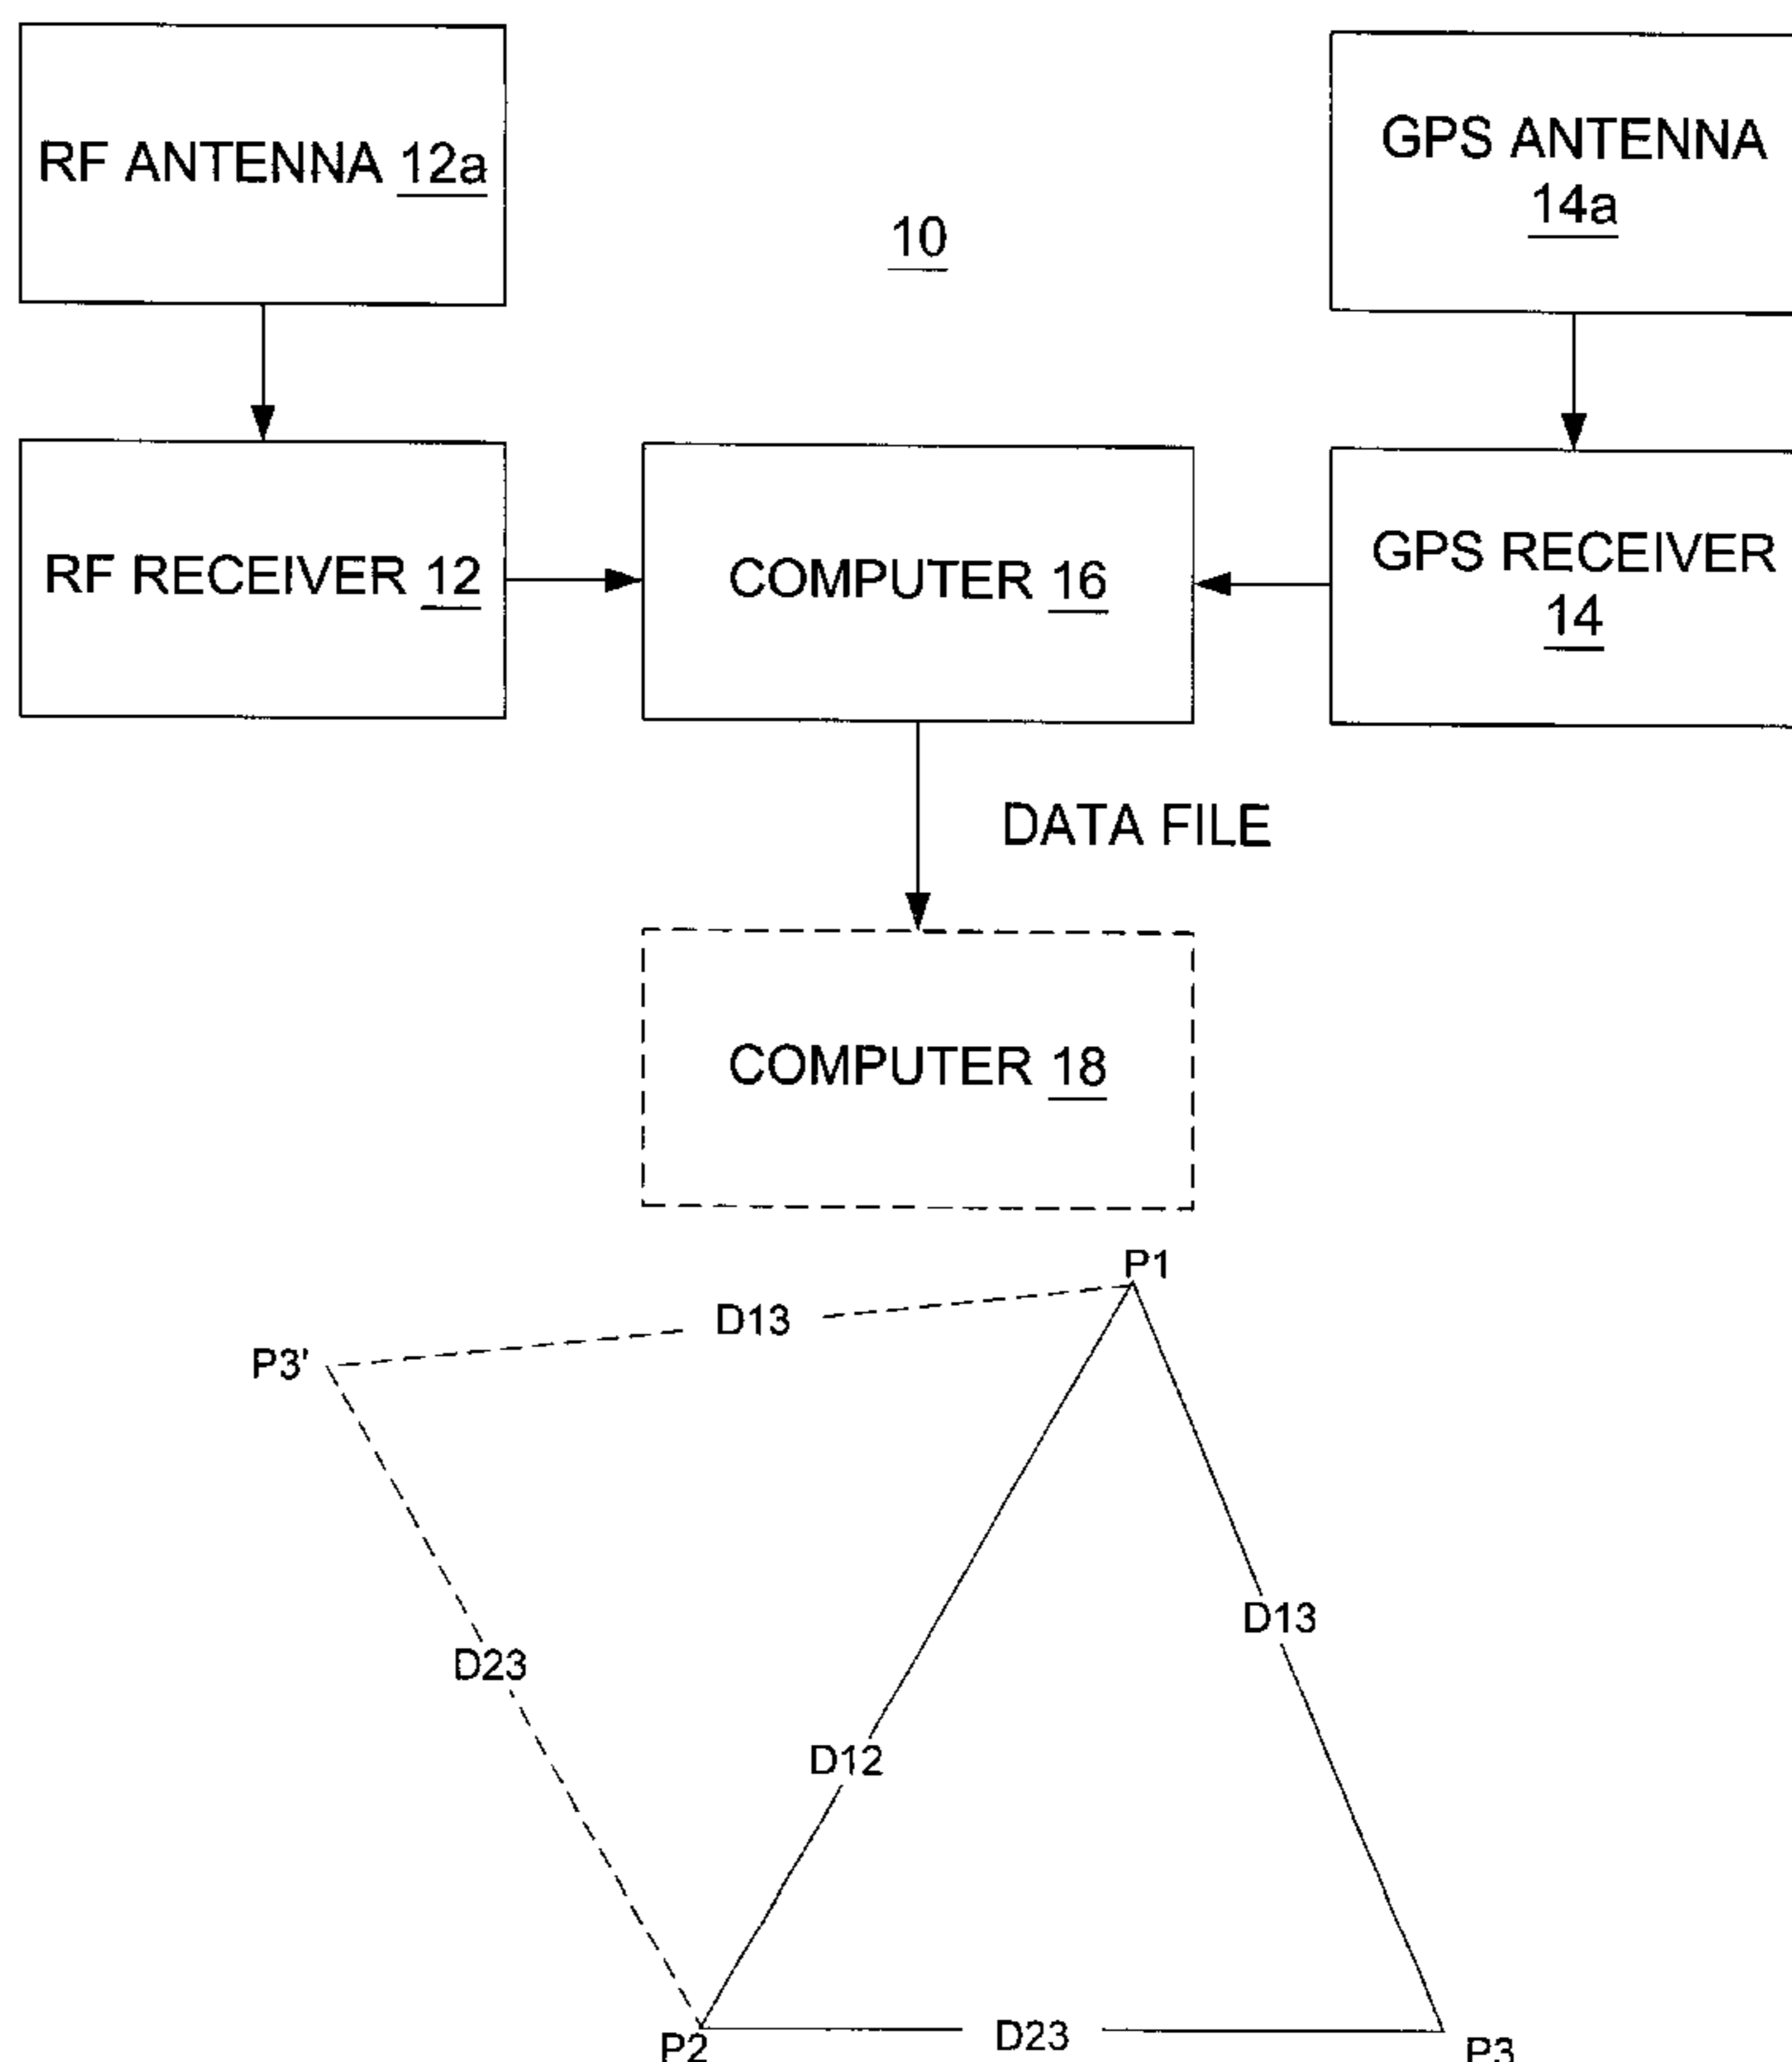 RF ANTENNA 12a
GPS ANTENNA
14a
10
RF RECEIVER 12
COMPUTER 16
GPS RECEIVER
14
DATA FILE
COMPUTER 18
P1
D13
P3'
D13
D23
D12
P2
D23
P3